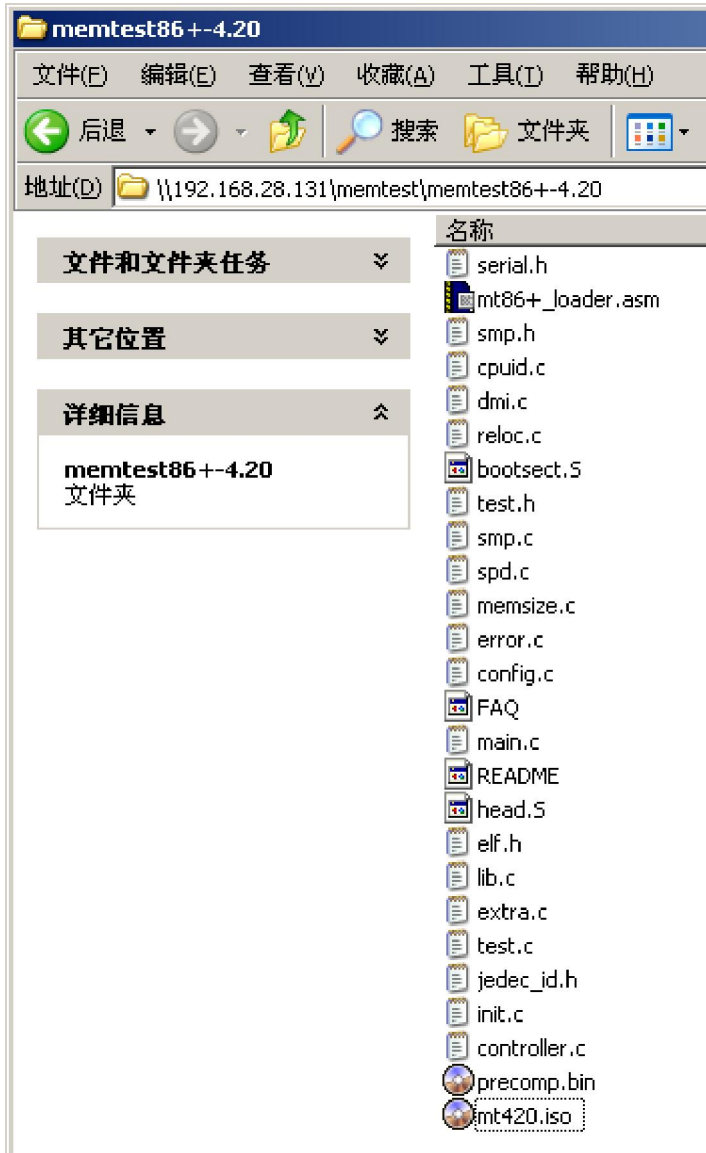 memtest86+-4.20
文件(F) 编辑(E) 查看(V) 收藏(A) 工具(T) 帮助(H)
后退 搜索 文件夹
地址(D) \\192.168.28.131\memtest\memtest86+-4.20
文件和文件夹任务
其它位置
详细信息
memtest86+-4.20
文件夹
名称
serial.h
mt86+_loader.asm
smp.h
cpuid.c
dmi.c
reloc.c
bootsect.S
test.h
smp.c
spd.c
memsize.c
error.c
config.c
FAQ
main.c
README
head.S
elf.h
lib.c
extra.c
test.c
jedec_id.h
init.c
controller.c
precomp.bin
mt420.iso